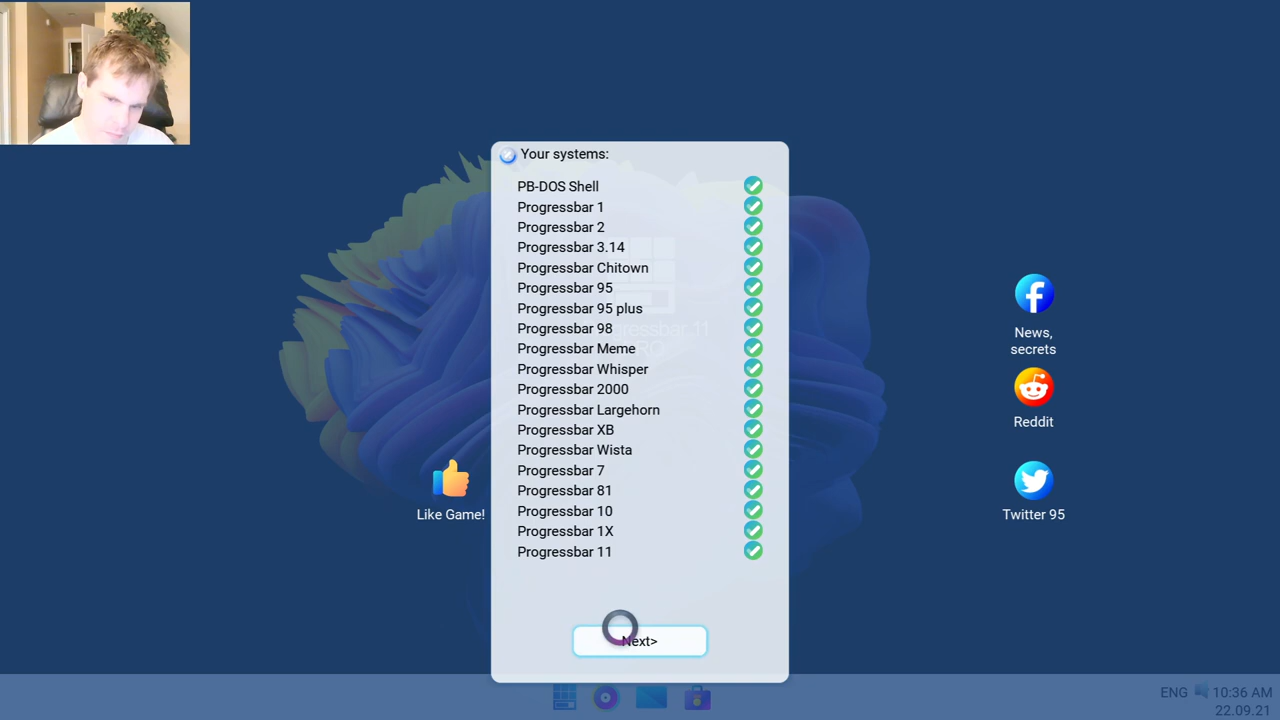 Your systems:
PB-DOS Shell
Progressbar 1
Progressbar 2
Progressbar 3.14
Progressbar Chitown
Progressbar 95
Progressbar 95 plus
Progressbar 98
Progressbar Meme
Progressbar Whisper
Progressbar 2000
Progressbar Largehorn
Progressbar XB
Progressbar Wista
Progressbar 7
Progressbar 81
Progressbar 10
Progressbar 1X
Progressbar 11
Next>
Like Game!
News,
secrets
Reddit
Twitter 95
ENG 10:36 AM
22.09.21